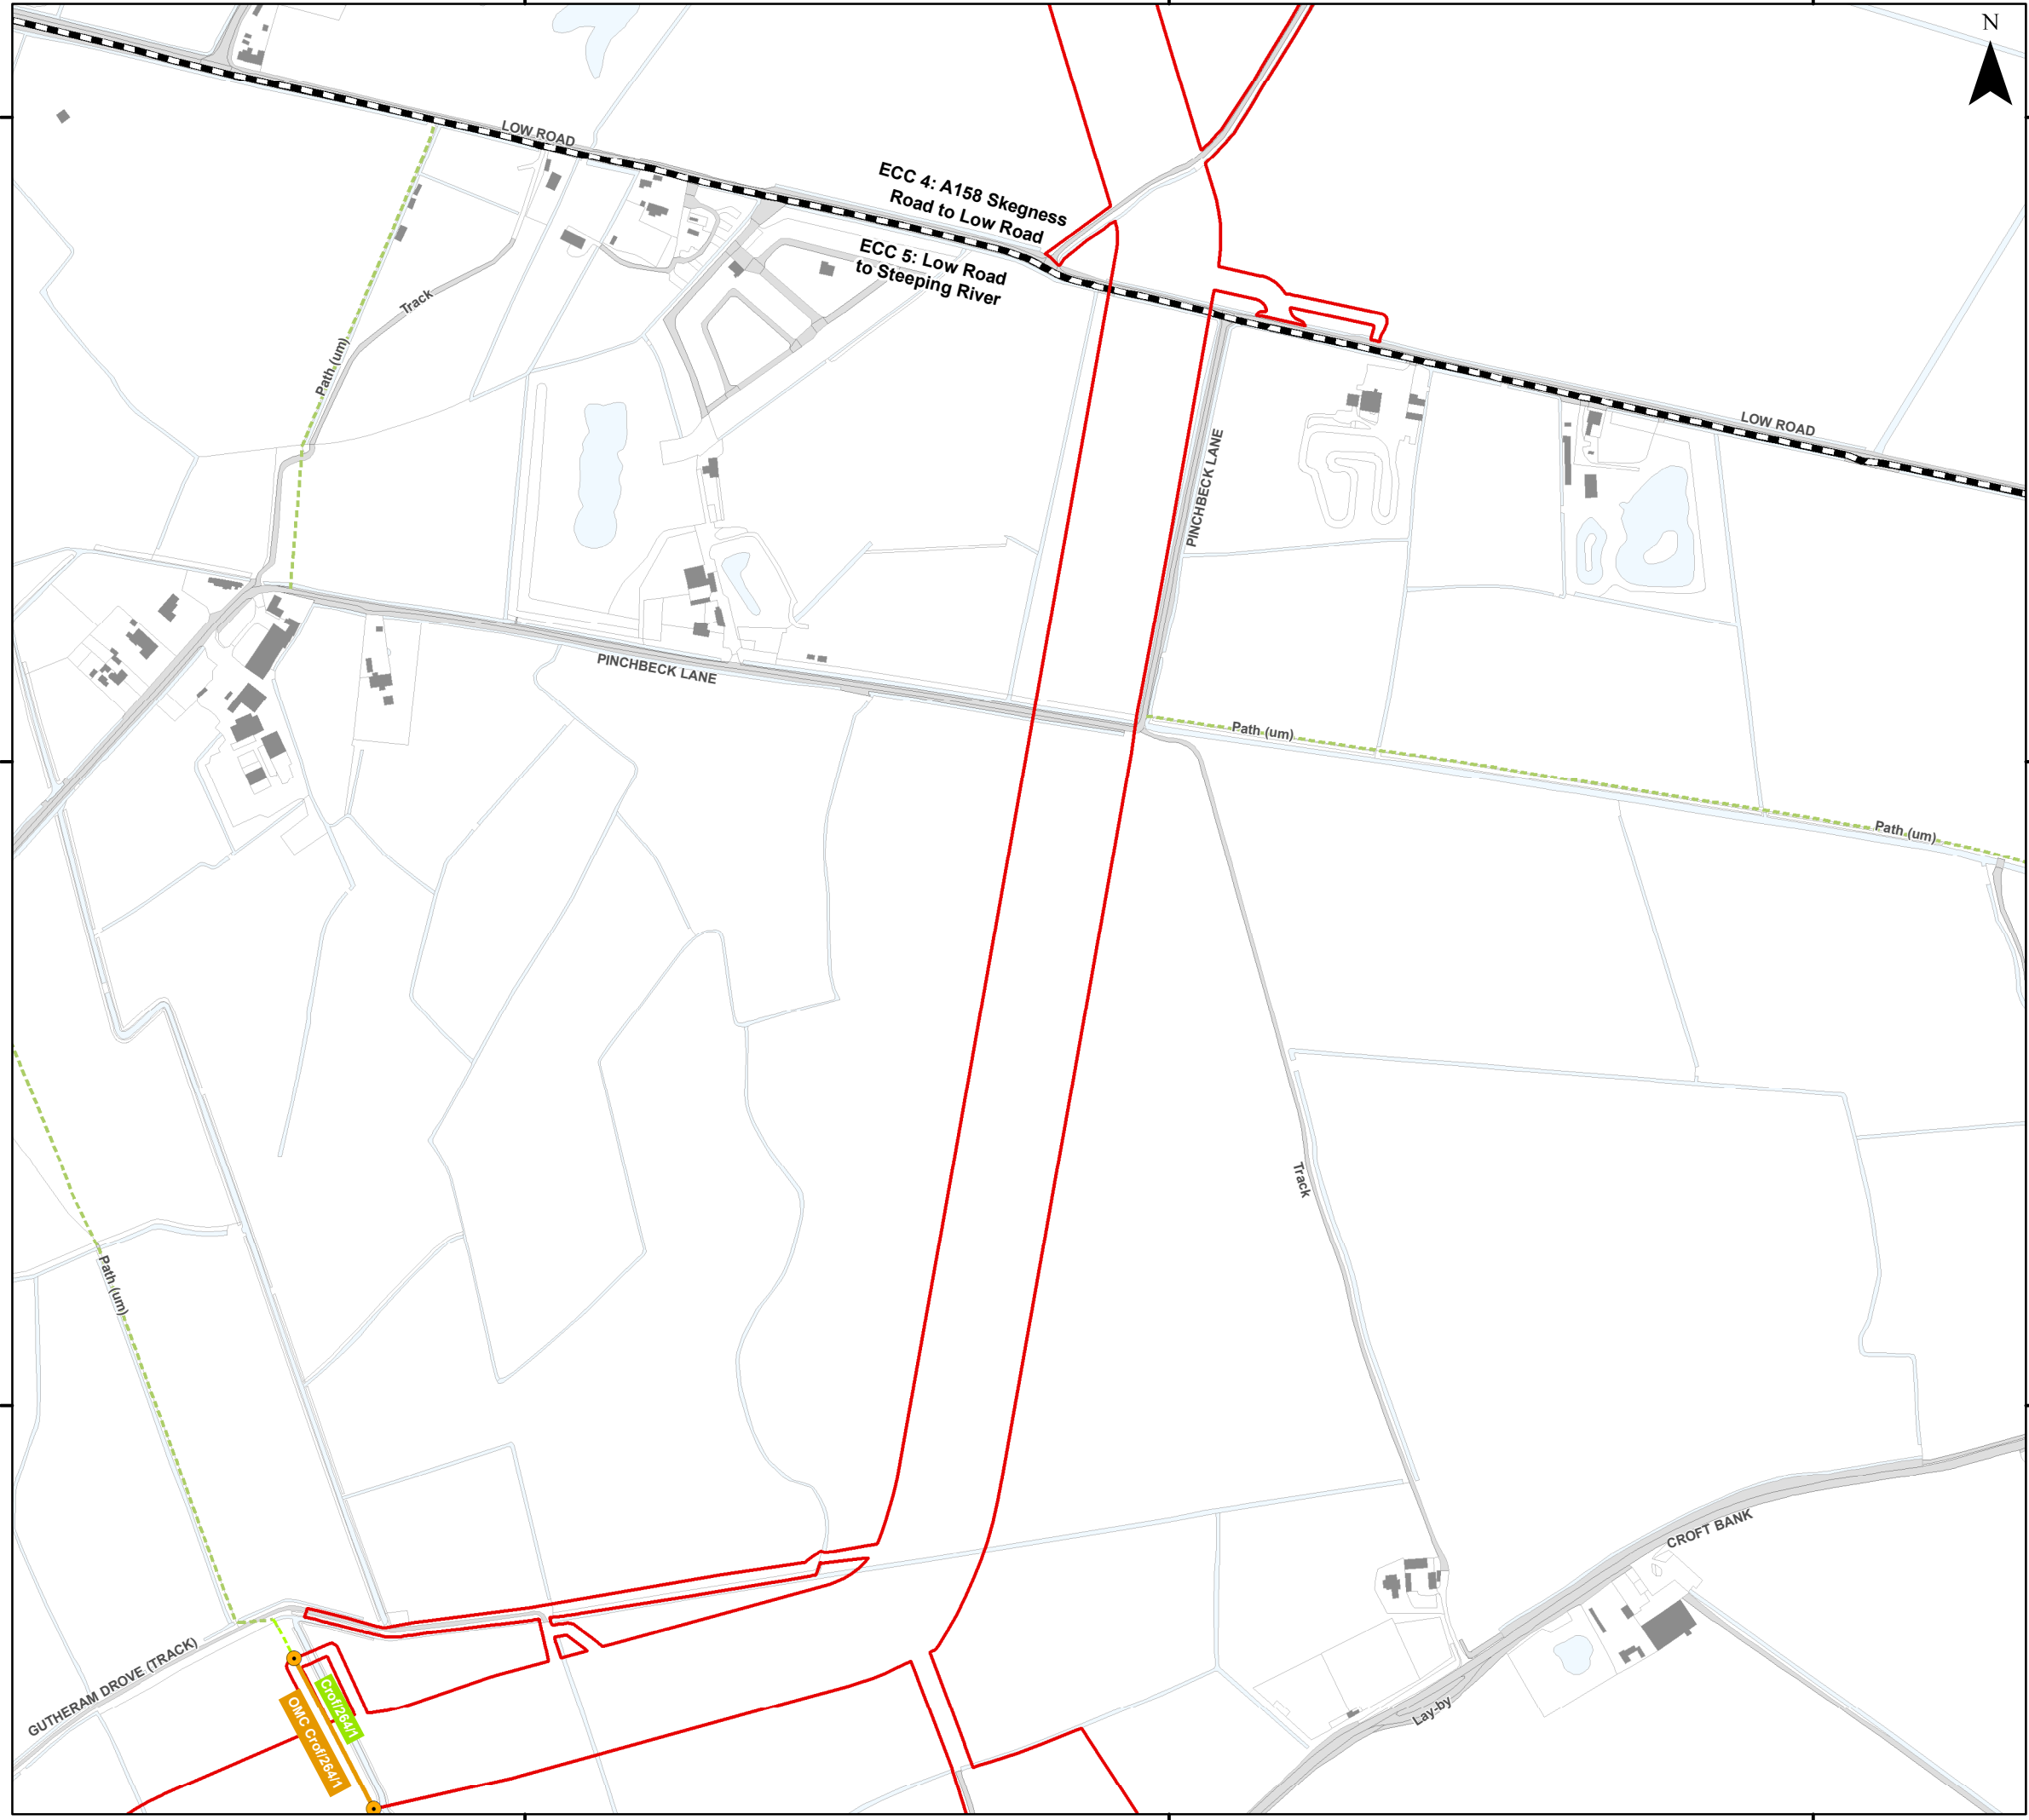 N
LOW ROAD
ECC 4: A158 Skegness
Road to Low Road
ECC 5: Low Road
to Steeping River
Track
Path (um)
LOW ROAD
PINCHBECK LANE
PINCHBECK LANE
Path (um)
Path (um)
Track
Path (um)
CROFT BANK
GUTHERAM DROVE (TRACK)
Crof/264/1
OMC Crof/264/1
Lay-by